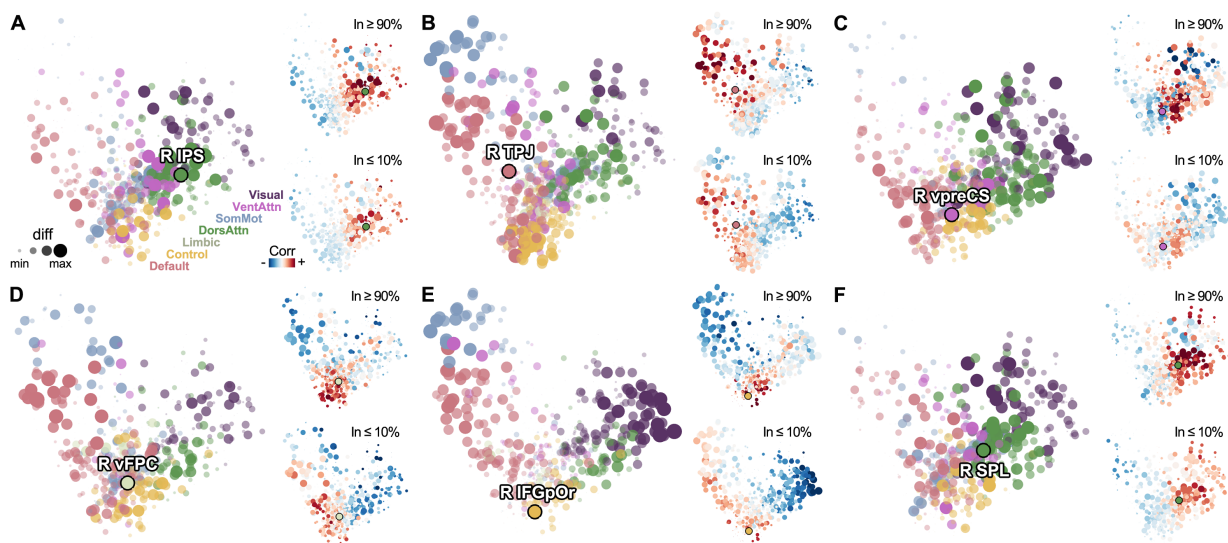 A
In ≥ 90%
R IPS
In ≤ 10%
Visual
VentAttn
SomMot
DorsAttn
Limbic
Control
Default
diff
min
max
Corr
- +
B
In ≥ 90%
R TPJ
In ≤ 10%
C
In ≥ 90%
R vpreCS
In ≤ 10%
D
In ≥ 90%
R vFPC
In ≤ 10%
E
In ≥ 90%
R IFGpOr
In ≤ 10%
F
In ≥ 90%
R SPL
In ≤ 10%